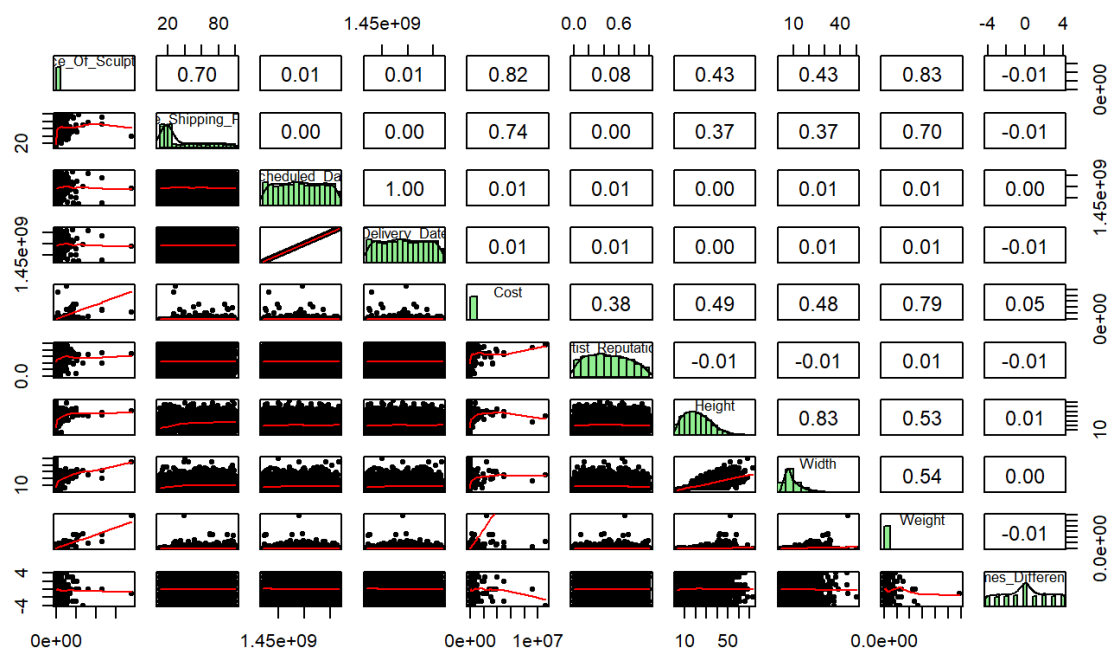 20 80 1.45e+09 0.0 0.6 10 40 -4 0 4
ce_Of_Sculpt 0.70 0.01 0.01 0.82 0.08 0.43 0.43 0.83 -0.01 0e+00
20 e_Shipping_P 0.00 0.00 0.74 0.00 0.37 0.37 0.70 -0.01
cheduled_Da 1.00 0.01 0.01 0.00 0.01 0.01 0.00 1.45e+09
1.45e+09 Delivery_Date 0.01 0.01 0.00 0.01 0.01 -0.01
Cost 0.38 0.49 0.48 0.79 0.05 0e+00
0.0 tist_Reputatio -0.01 -0.01 0.01 -0.01
Height 0.83 0.53 0.01 10
10 Width 0.54 0.00
Weight -0.01 0.0e+00
-4 4 mes_Differen
0e+00 1.45e+09 0e+00 1e+07 10 50 0.0e+00